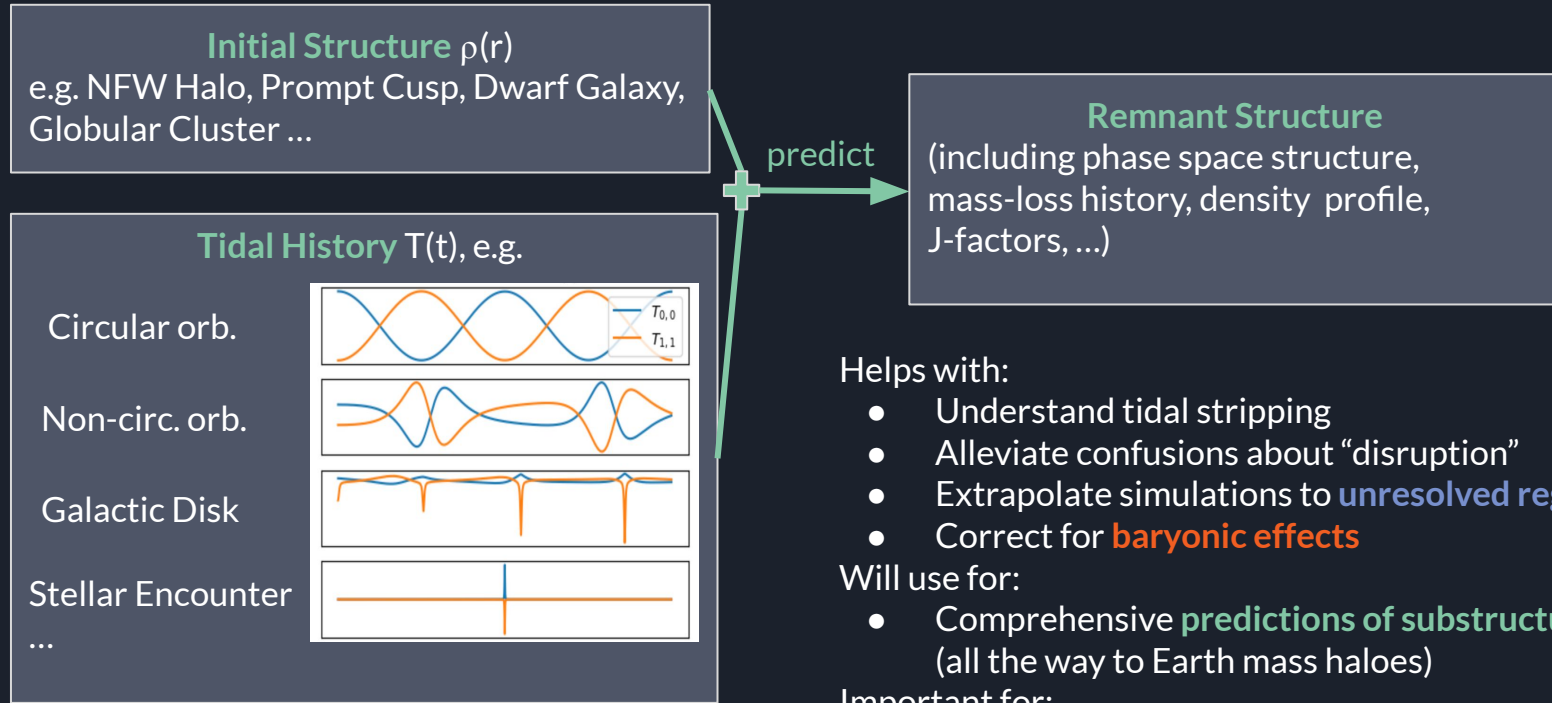 Initial Structure ρ(r)
e.g. NFW Halo, Prompt Cusp, Dwarf Galaxy,
Globular Cluster ...
predict
Remnant Structure
(including phase space structure,
mass-loss history, density profile,
J-factors, ...)
Tidal History T(t), e.g.
Circular orb.
T0,0
T1,1
Non-circ. orb.
Galactic Disk
Stellar Encounter
...
Helps with:
● Understand tidal stripping
● Alleviate confusions about “disruption”
● Extrapolate simulations to unresolved
● Correct for baryonic effects
Will use for:
● Comprehensive predictions of
(all the way to Earth mass haloes)
Important for: